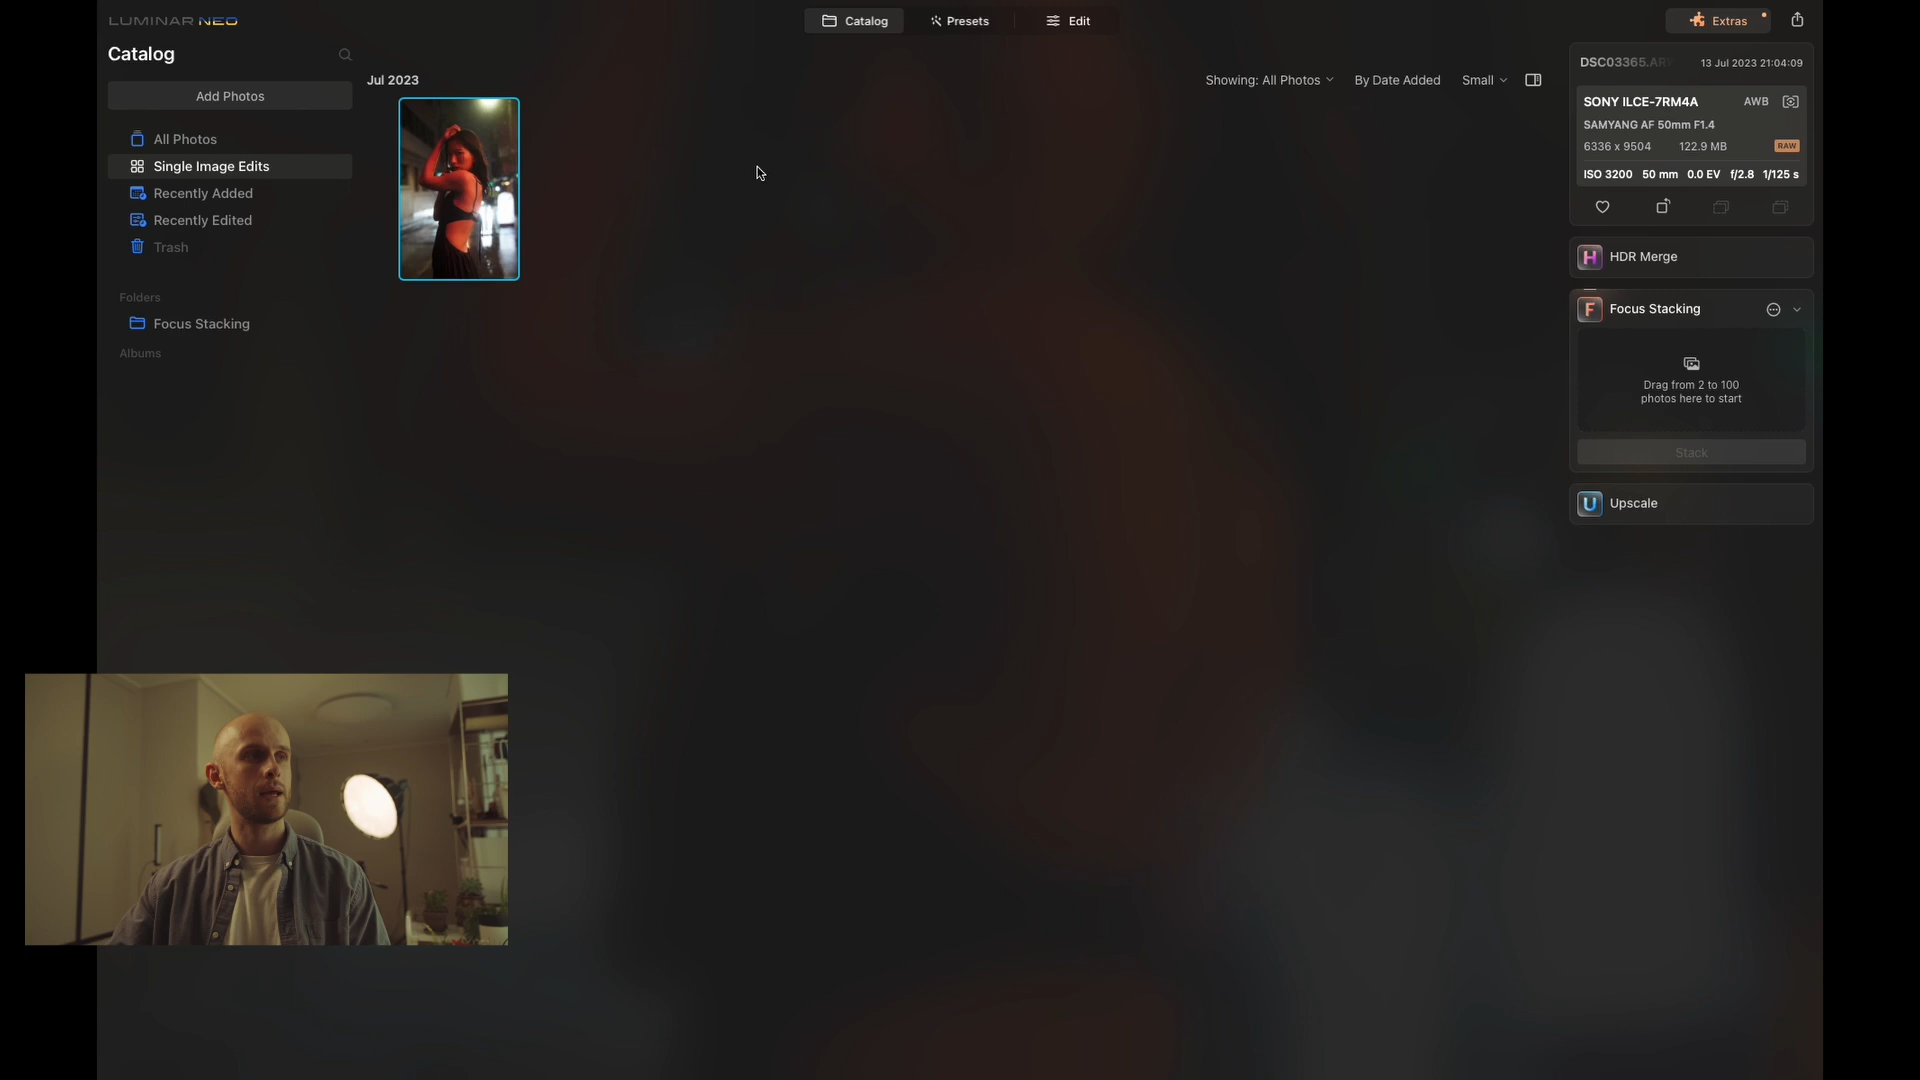 LUMINAR NEO
Catalog
Presets
Edit
Extras
Catalog
Add Photos
All Photos
Single Image Edits
Recently Added
Recently Edited
Trash
Folders
Focus Stacking
Albums
Jul 2023
Showing: All Photos
By Date Added
Small
DSC03365.ARW
13 Jul 2023 21:04:09
SONY ILCE-7RM4A
AWB
SAMYANG AF 50mm F1.4
6336 x 9504
122.9 MB
RAW
ISO 3200
50 mm
0.0 EV
f/2.8
1/125 s
HDR Merge
Focus Stacking
Drag from 2 to 100
photos here to start
Stack
Upscale